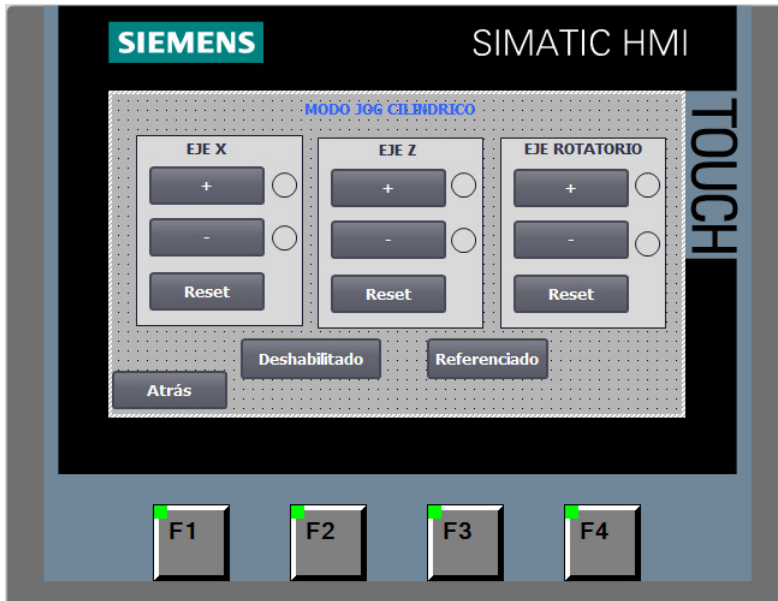 SIEMENS
SIMATIC HMI
TOUCH
MODO JOG CILINDRICO
EJE X
+
-
Reset
EJE Z
+
-
Reset
EJE ROTATORIO
+
-
Reset
Deshabilitado
Referenciado
Atrás
F1
F2
F3
F4